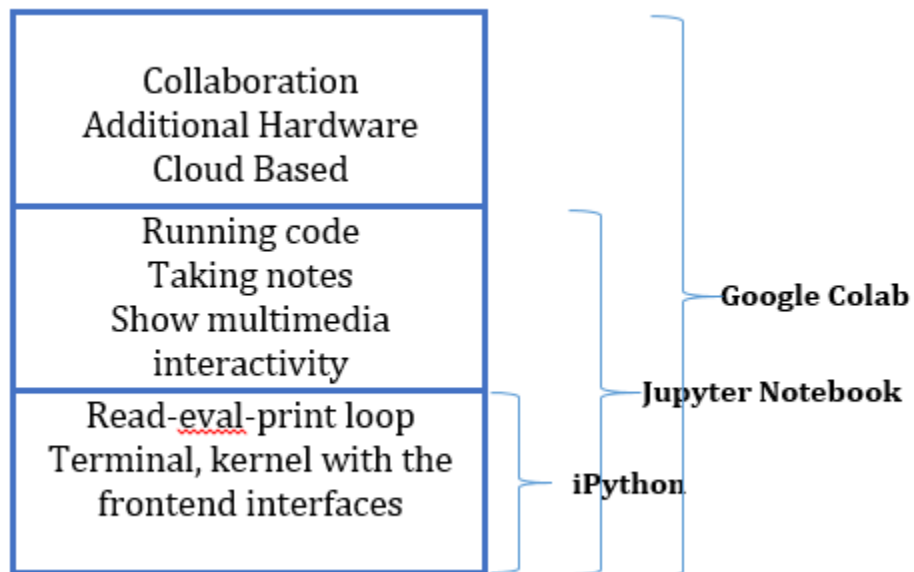 Collaboration
Additional Hardware
Cloud Based
Running code
Taking notes
Show multimedia
interactivity
Read-eval-print loop
Terminal, kernel with the
frontend interfaces
Google Colab
Jupyter Notebook
iPython